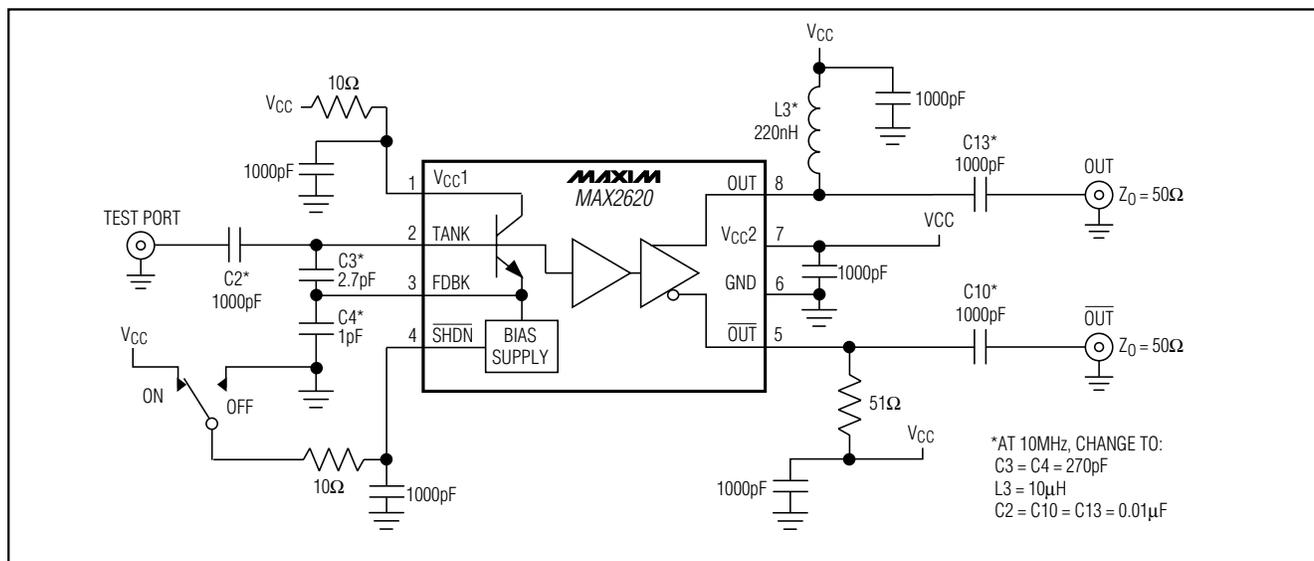 VCC
10Ω
VCC
1000pF
L3*
220nH
1000pF
C13*
1000pF
OUT
Z0 = 50Ω
1
VCC1
MAXIM
MAX2620
OUT
8
TEST PORT
2
TANK
VCC2
7
VCC
C2*
1000pF
C3*
2.7pF
3
FDBK
GND
6
1000pF
C4*
1pF
4
SHDN
BIAS
SUPPLY
OUT
5
C10*
1000pF
OUT
Z0 = 50Ω
VCC
ON
OFF
51Ω
10Ω
1000pF
VCC
1000pF
*AT 10MHz, CHANGE TO:
C3 = C4 = 270pF
L3 = 10μH
C2 = C10 = C13 = 0.01μF